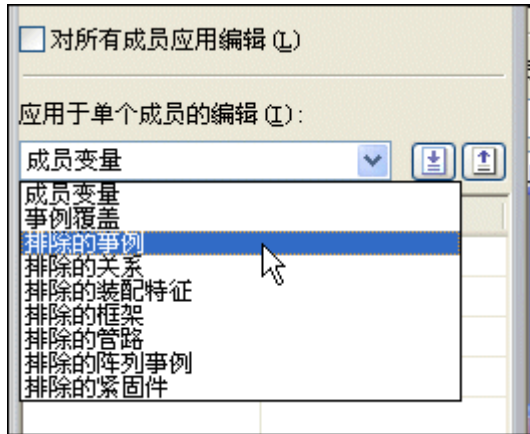 对所有成员应用编辑(L)
应用于单个成员的编辑(I):
成员变量
成员变量
事例覆盖
排除的事例
排除的关系
排除的装配特征
排除的框架
排除的管路
排除的阵列事例
排除的紧固件